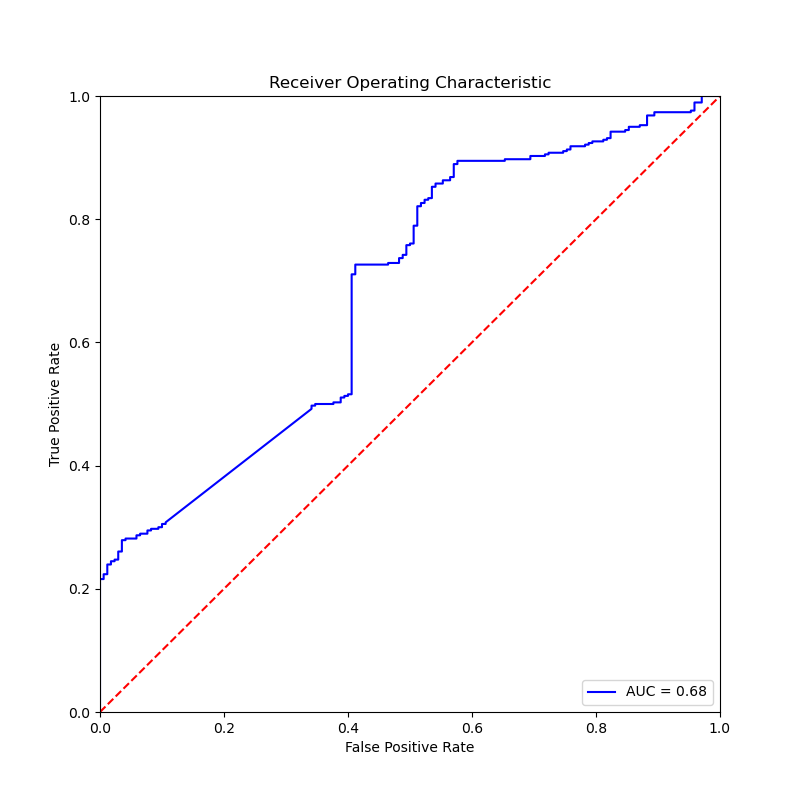 Receiver Operating Characteristic
True Positive Rate
1.0
0.8
0.6
0.4
0.2
0.0
AUC = 0.68
0.0 0.2 0.4 0.6 0.8 1.0
False Positive Rate